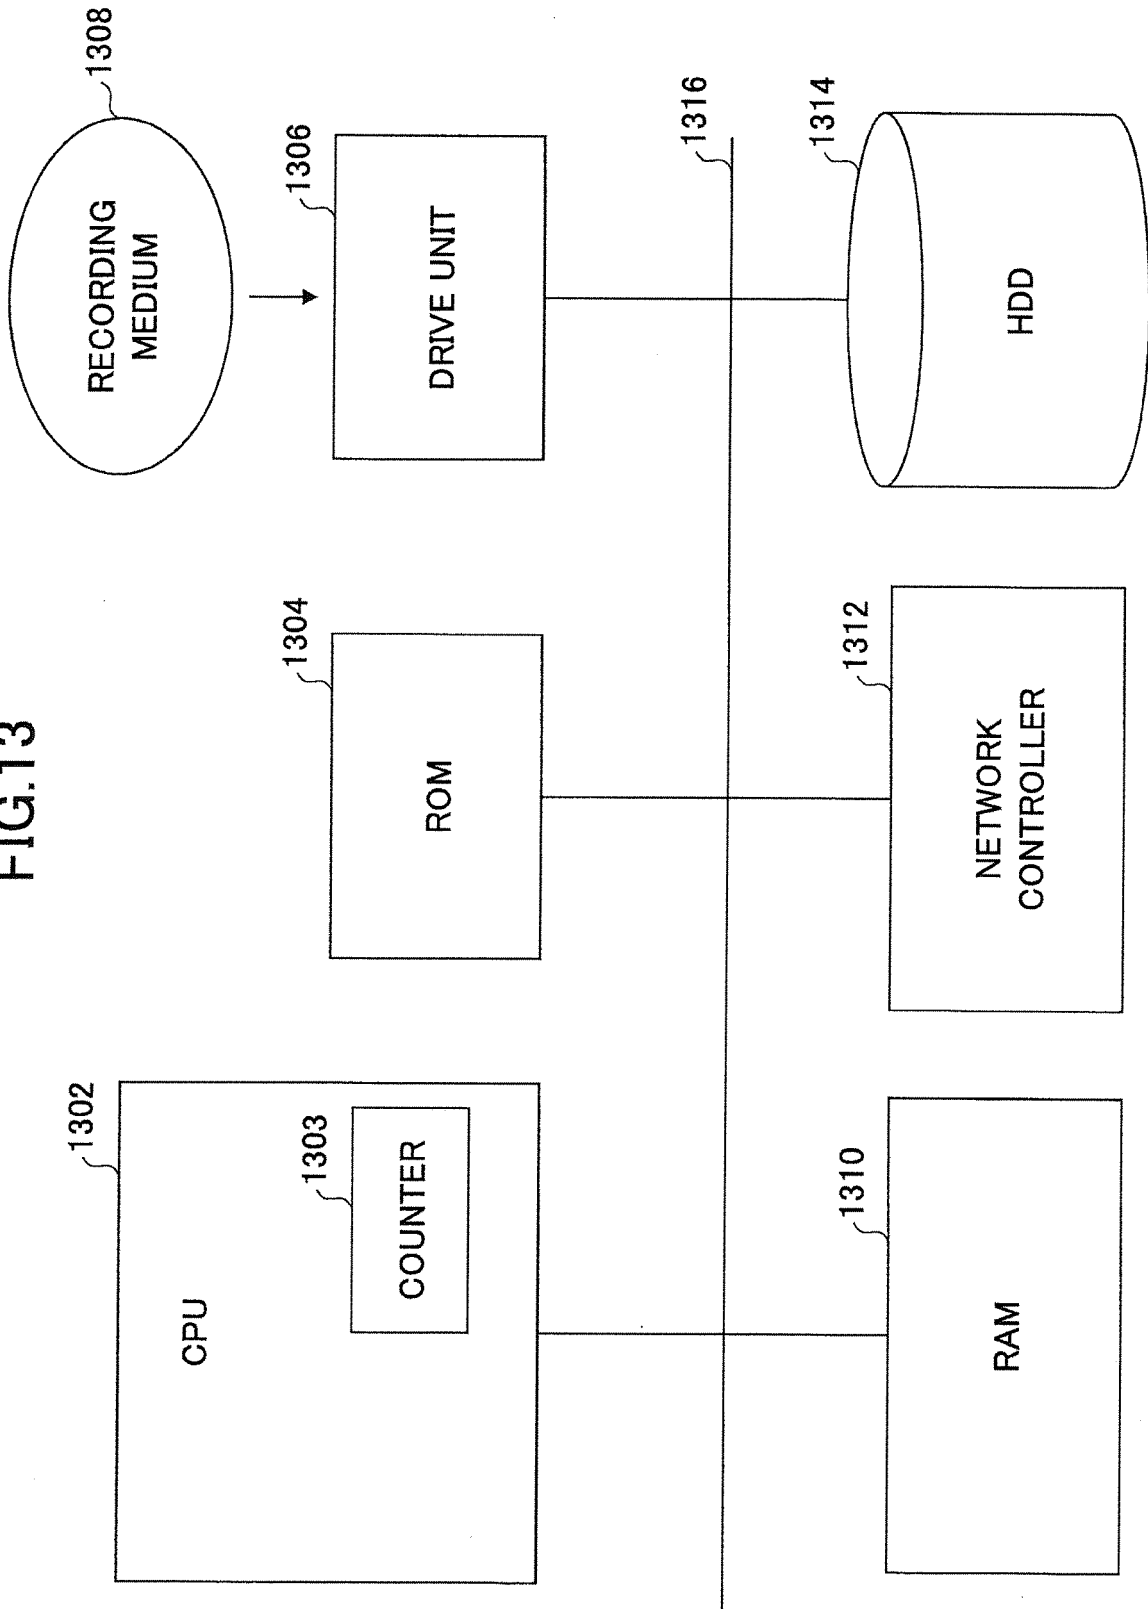 FIG.13
1302
CPU
1303
COUNTER
1304
ROM
1308
RECORDING
MEDIUM
1306
DRIVE UNIT
1316
1310
RAM
1312
NETWORK
CONTROLLER
1314
HDD